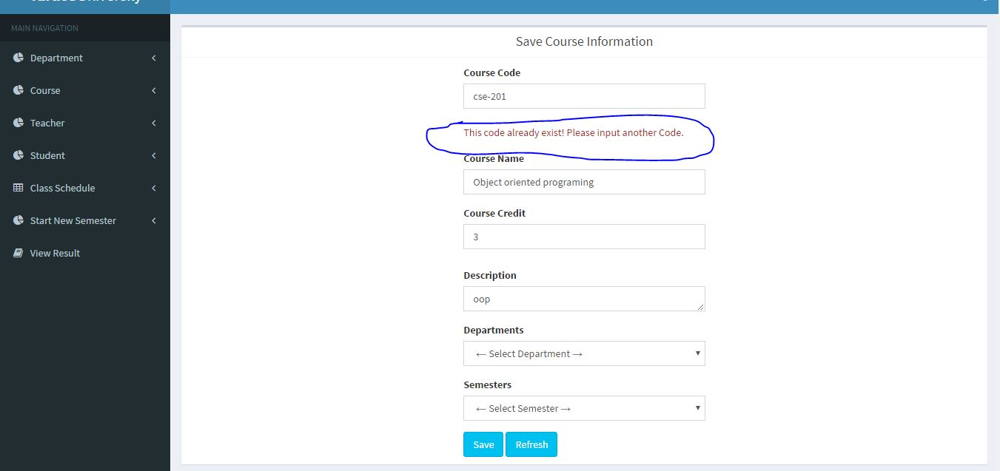 MAIN NAVIGATION
Department
Course
Teacher
Student
Class Schedule
Start New Semester
View Result
Save Course Information
Course Code
cse-201
This code already exist! Please input another Code.
Course Name
Object oriented programing
Course Credit
3
Description
oop
Departments
← Select Department →
Semesters
← Select Semester →
Save Refresh